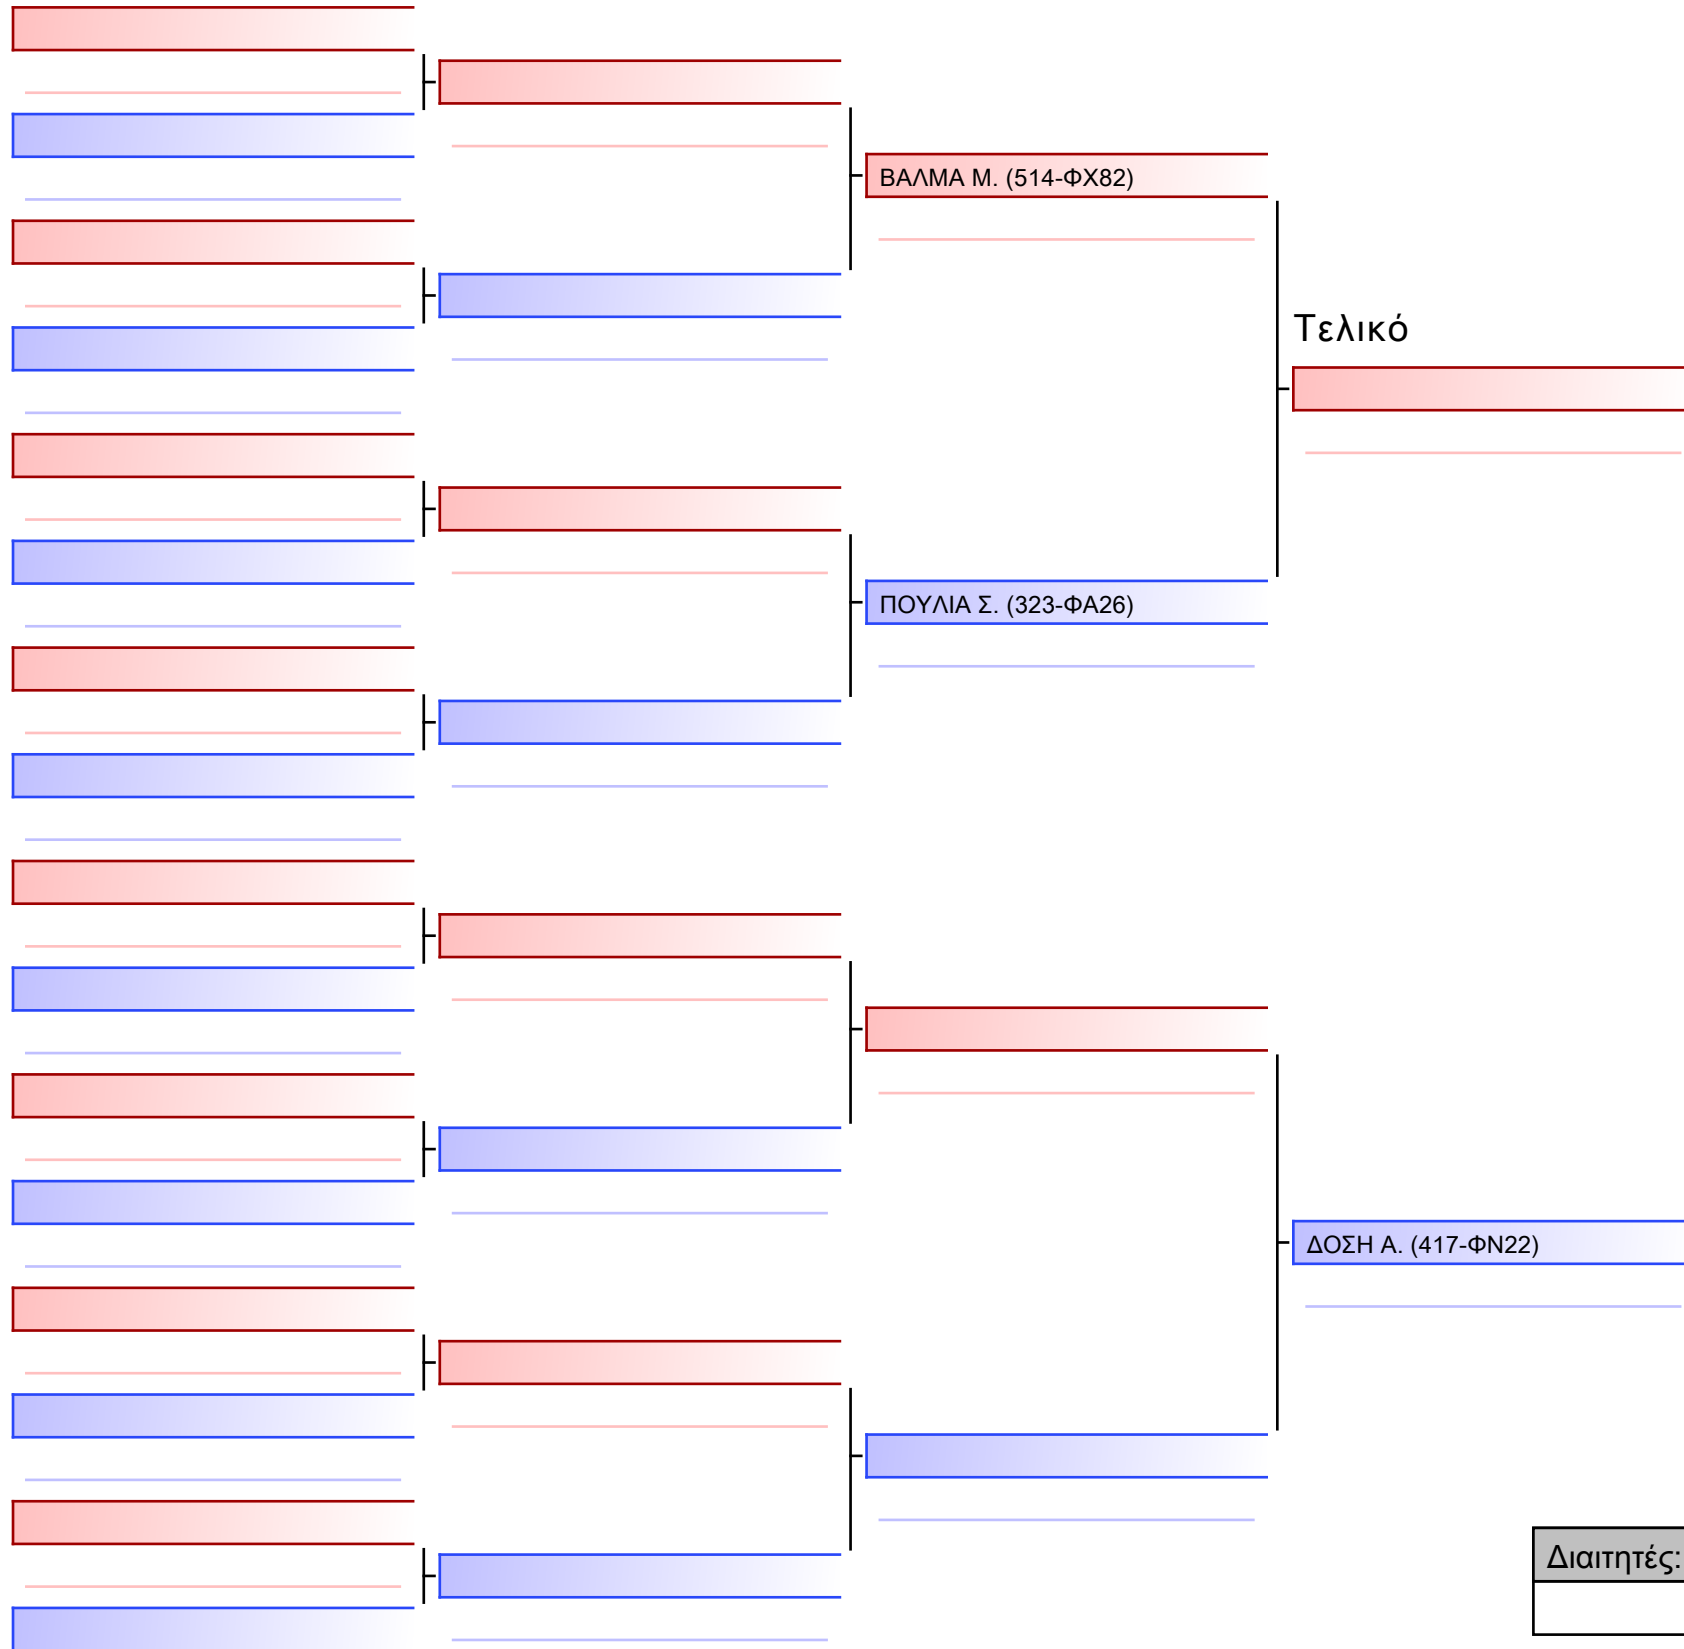 ΒΑΛΜΑ Μ. (514-ΦΧ82)
Τελικό
ΠΟΥΛΙΑ Σ. (323-ΦΑ26)
ΔΟΣΗ Α. (417-ΦΝ22)
Διαιτητές: